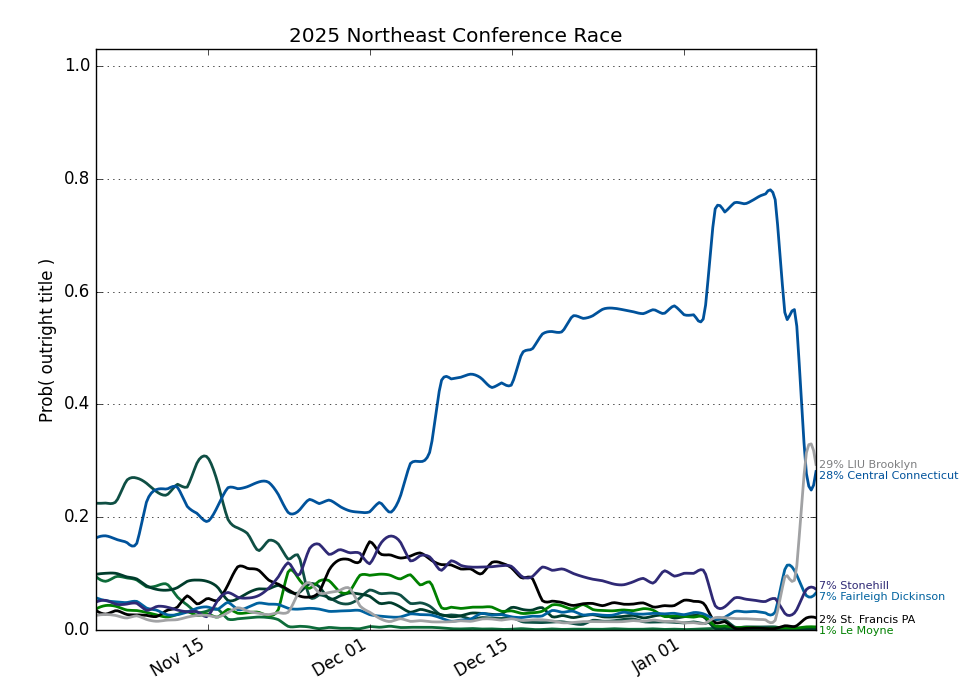 2025 Northeast Conference Race
Prob( outright title )
1.0
0.8
0.6
0.4
0.2
0.0
29% LIU Brooklyn
28% Central Connecticut
7% Stonehill
7% Fairleigh Dickinson
2% St. Francis PA
1% Le Moyne
Nov 15
Dec 01
Dec 15
Jan 01